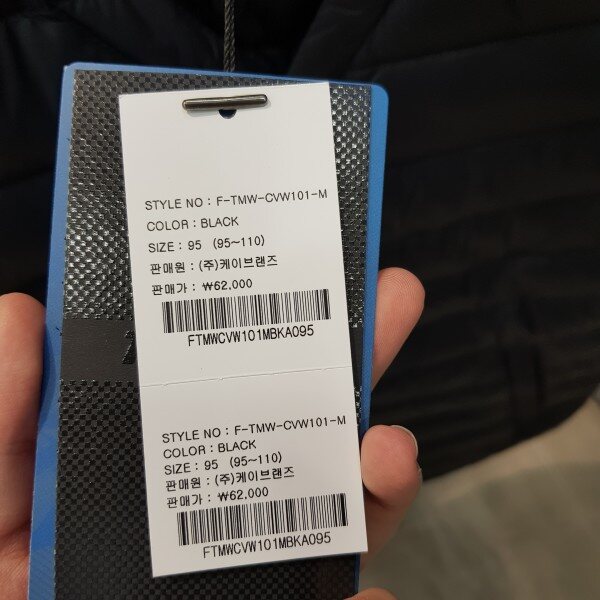 STYLE NO : F-TMW-CVW101-M
COLOR : BLACK
SIZE : 95 (95~110)
판매원 : (주)케이브랜즈
판매가 : ₩62,000
FTMWCVW101MBKA095
STYLE NO : F-TMW-CVW101-M
COLOR : BLACK
SIZE : 95 (95~110)
판매원 : (주)케이브랜즈
판매가 : ₩62,000
FTMWCVW101MBKA095